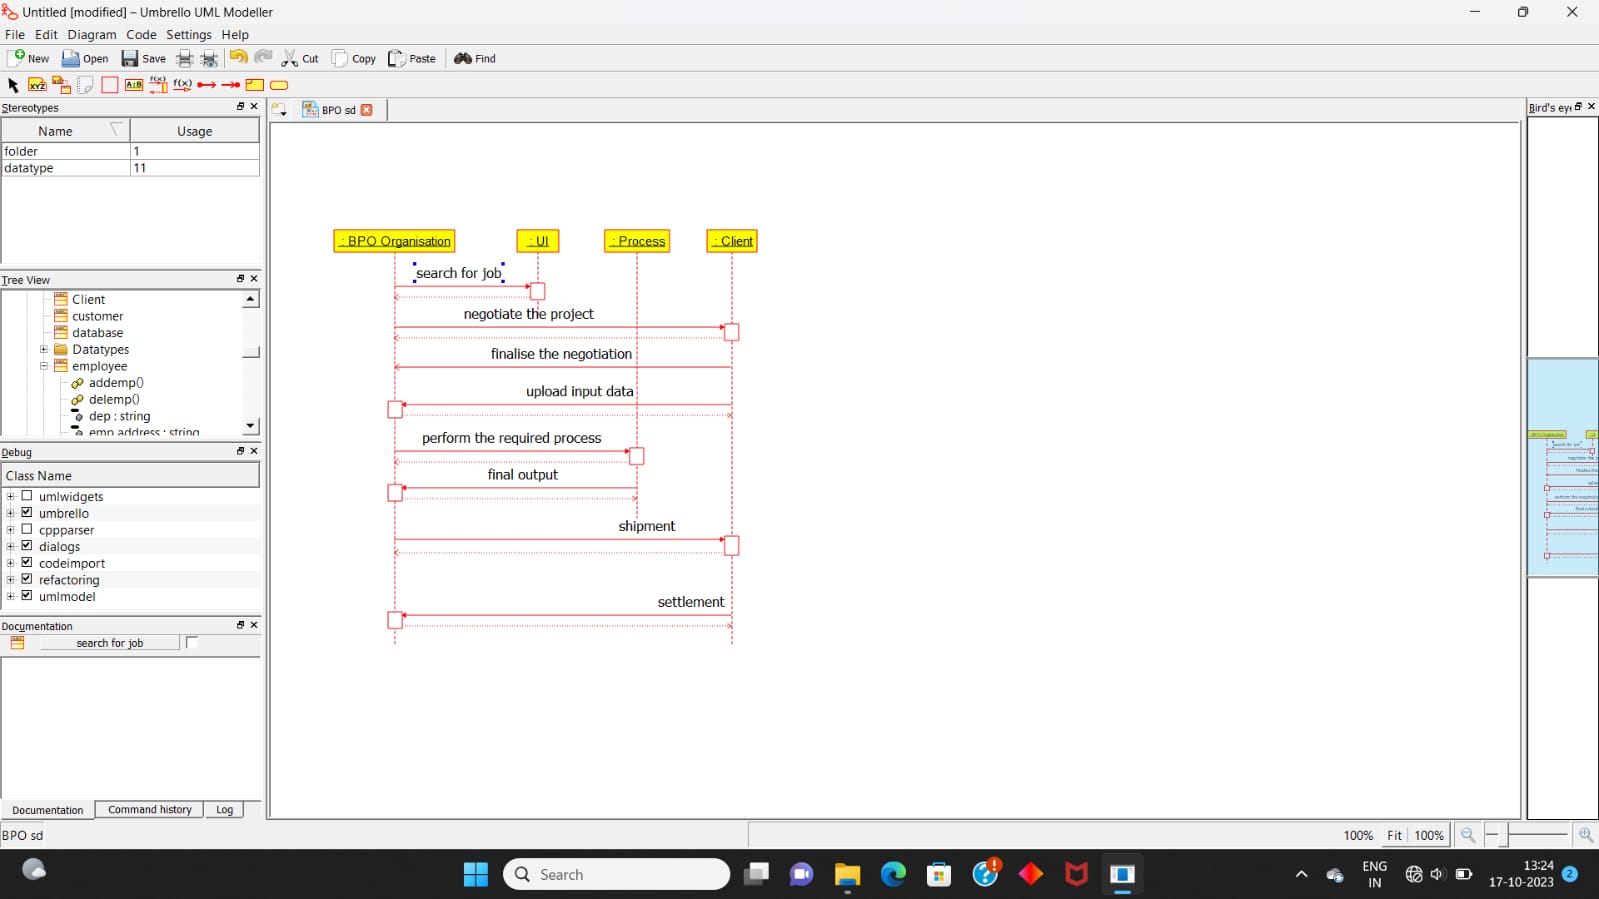 Untitled [modified] – Umbrello UML Modeller
File Edit Diagram Code Settings Help
New Open Save Cut Copy Paste Find
XYZ A:B f(x) f(x)
Stereotypes
Name Usage
folder 1
datatype 11
Tree View
Client
customer
database
Datatypes
employee
addemp()
delemp()
dep : string
emp address : string
Debug
Class Name
umlwidgets
umbrello
cppparser
dialogs
codeimport
refactoring
umlmodel
Documentation
search for job
Documentation Command history Log
BPO sd
BPO sd
: BPO Organisation : UI : Process : Client
search for job
negotiate the project
finalise the negotiation
upload input data
perform the required process
final output
shipment
settlement
Bird's eye
100% Fit 100%
Search
ENG
IN
13:24
17-10-2023
2